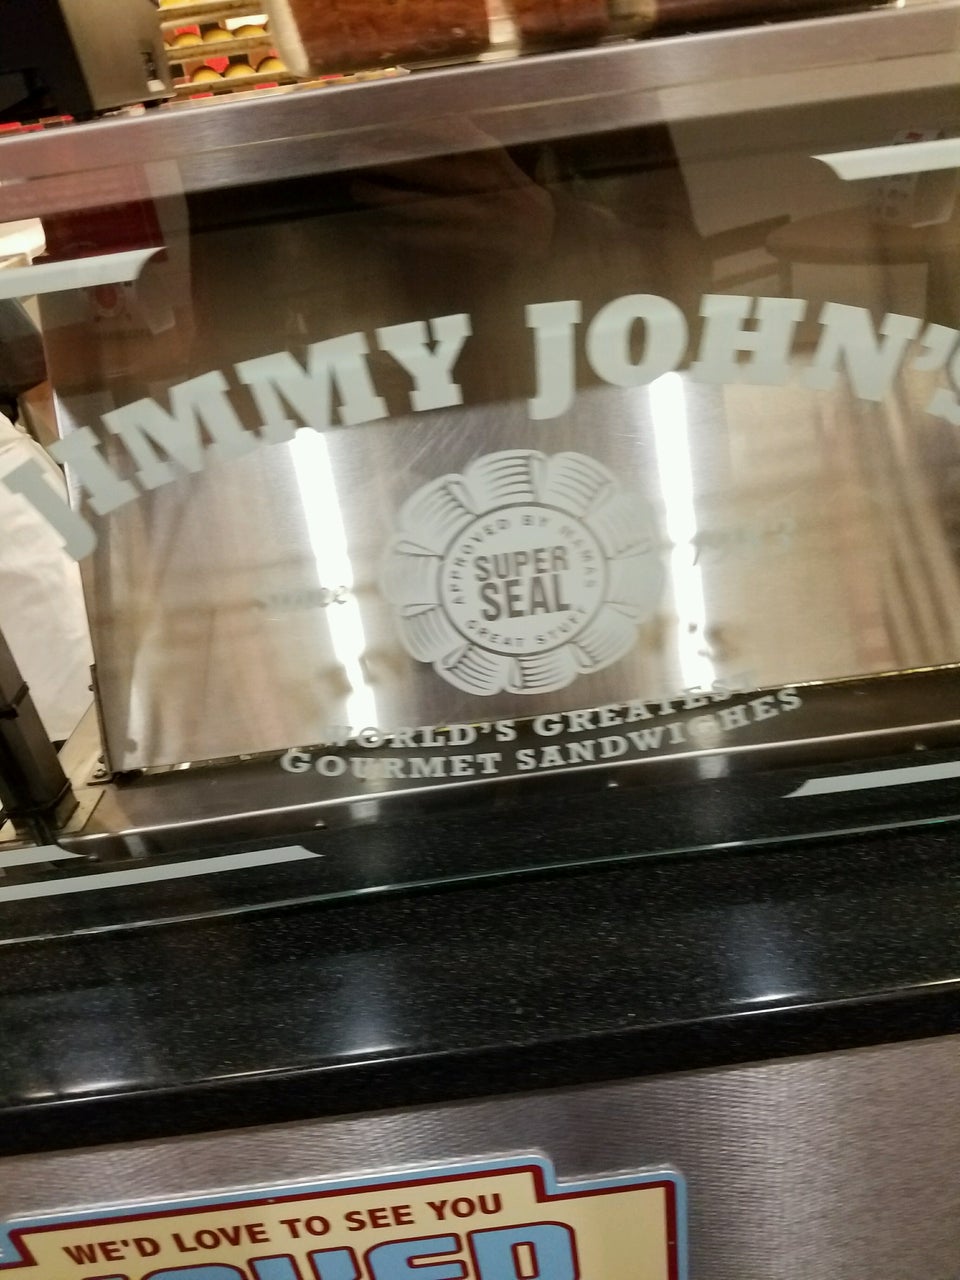 JIMMY JOHN'S
APPROVED BY MAMAS
SUPER
SEAL
GREAT STUFF
WORLD'S GREATEST
GOURMET SANDWICHES
WE'D LOVE TO SEE YOU